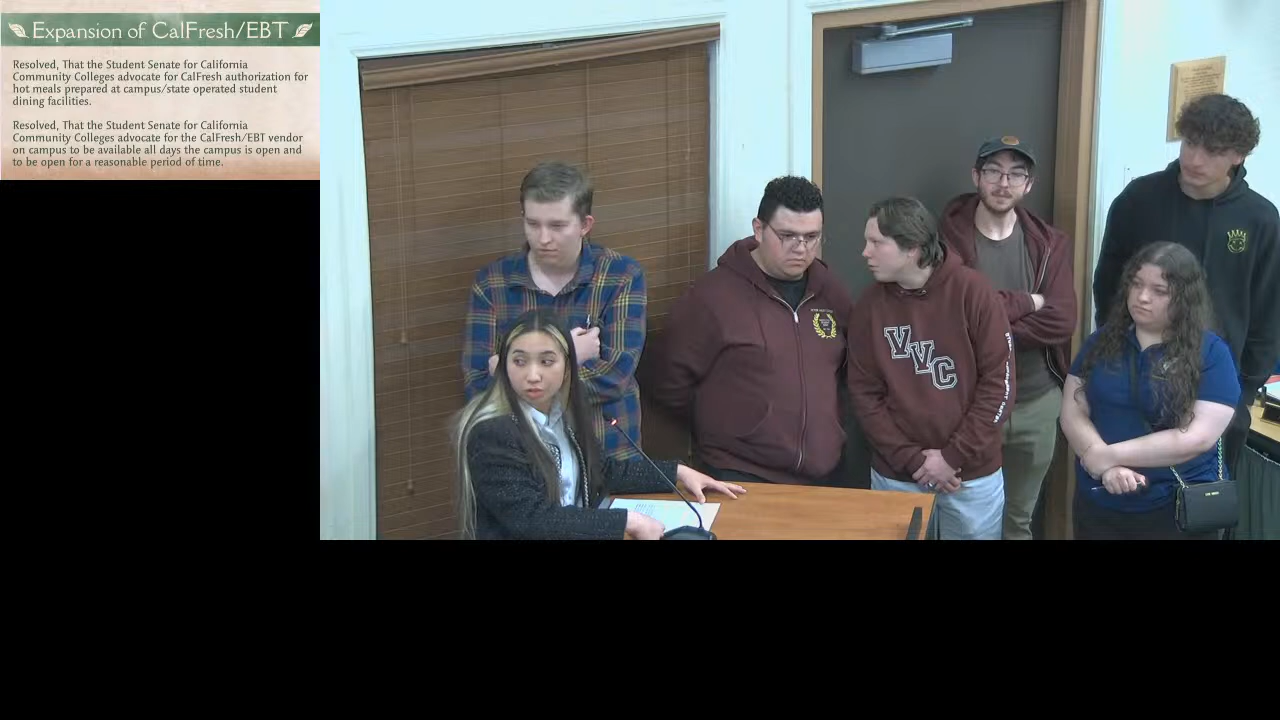 Expansion of CalFresh/EBT
Resolved, That the Student Senate for California
Community Colleges advocate for CalFresh authorization for
hot meals prepared at campus/state operated student
dining facilities.
Resolved, That the Student Senate for California
Community Colleges advocate for the CalFresh/EBT vendor
on campus to be available all days the campus is open and
to be open for a reasonable period of time.
VVC